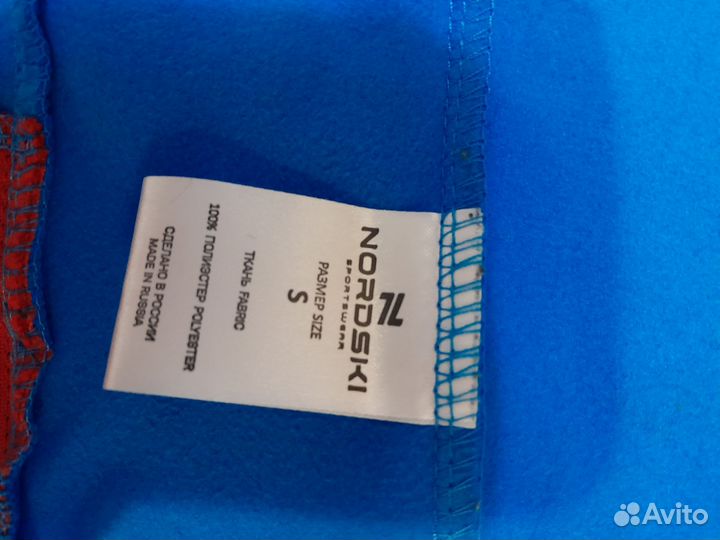 NORDSKI
SPORTSWEAR
РАЗМЕР SIZE
S
ТКАНЬ FABRIC
100% ПОЛИЭСТЕР POLYESTER
СДЕЛАНО В РОССИИ
MADE IN RUSSIA
Avito